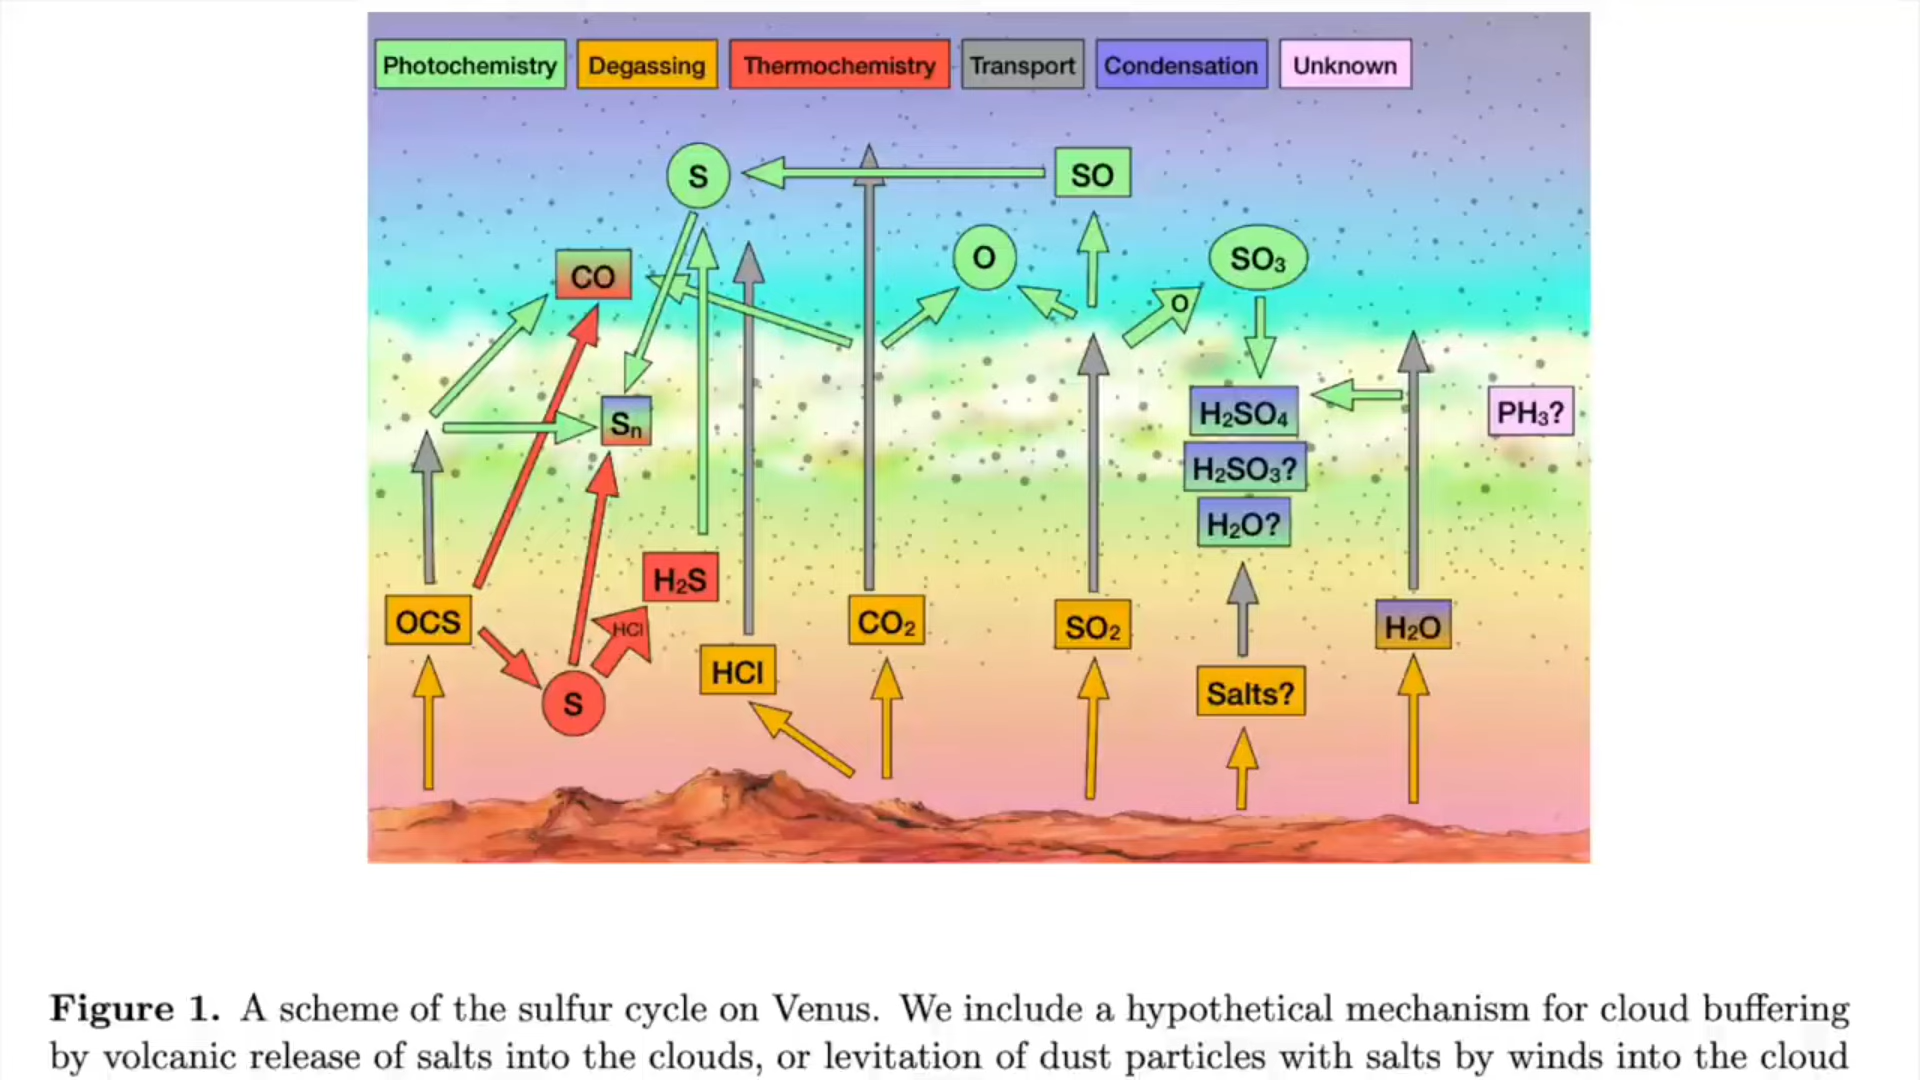 Photochemistry Degassing Thermochemistry Transport Condensation Unknown
S SO
CO O SO₃
O
Sn H₂SO₄ PH₃?
H₂SO₃?
H₂O?
H₂S
OCS HCl CO₂ SO₂ H₂O
HCl
S Salts?
Figure 1. A scheme of the sulfur cycle on Venus. We include a hypothetical mechanism for cloud buffering
by volcanic release of salts into the clouds, or levitation of dust particles with salts by winds into the cloud